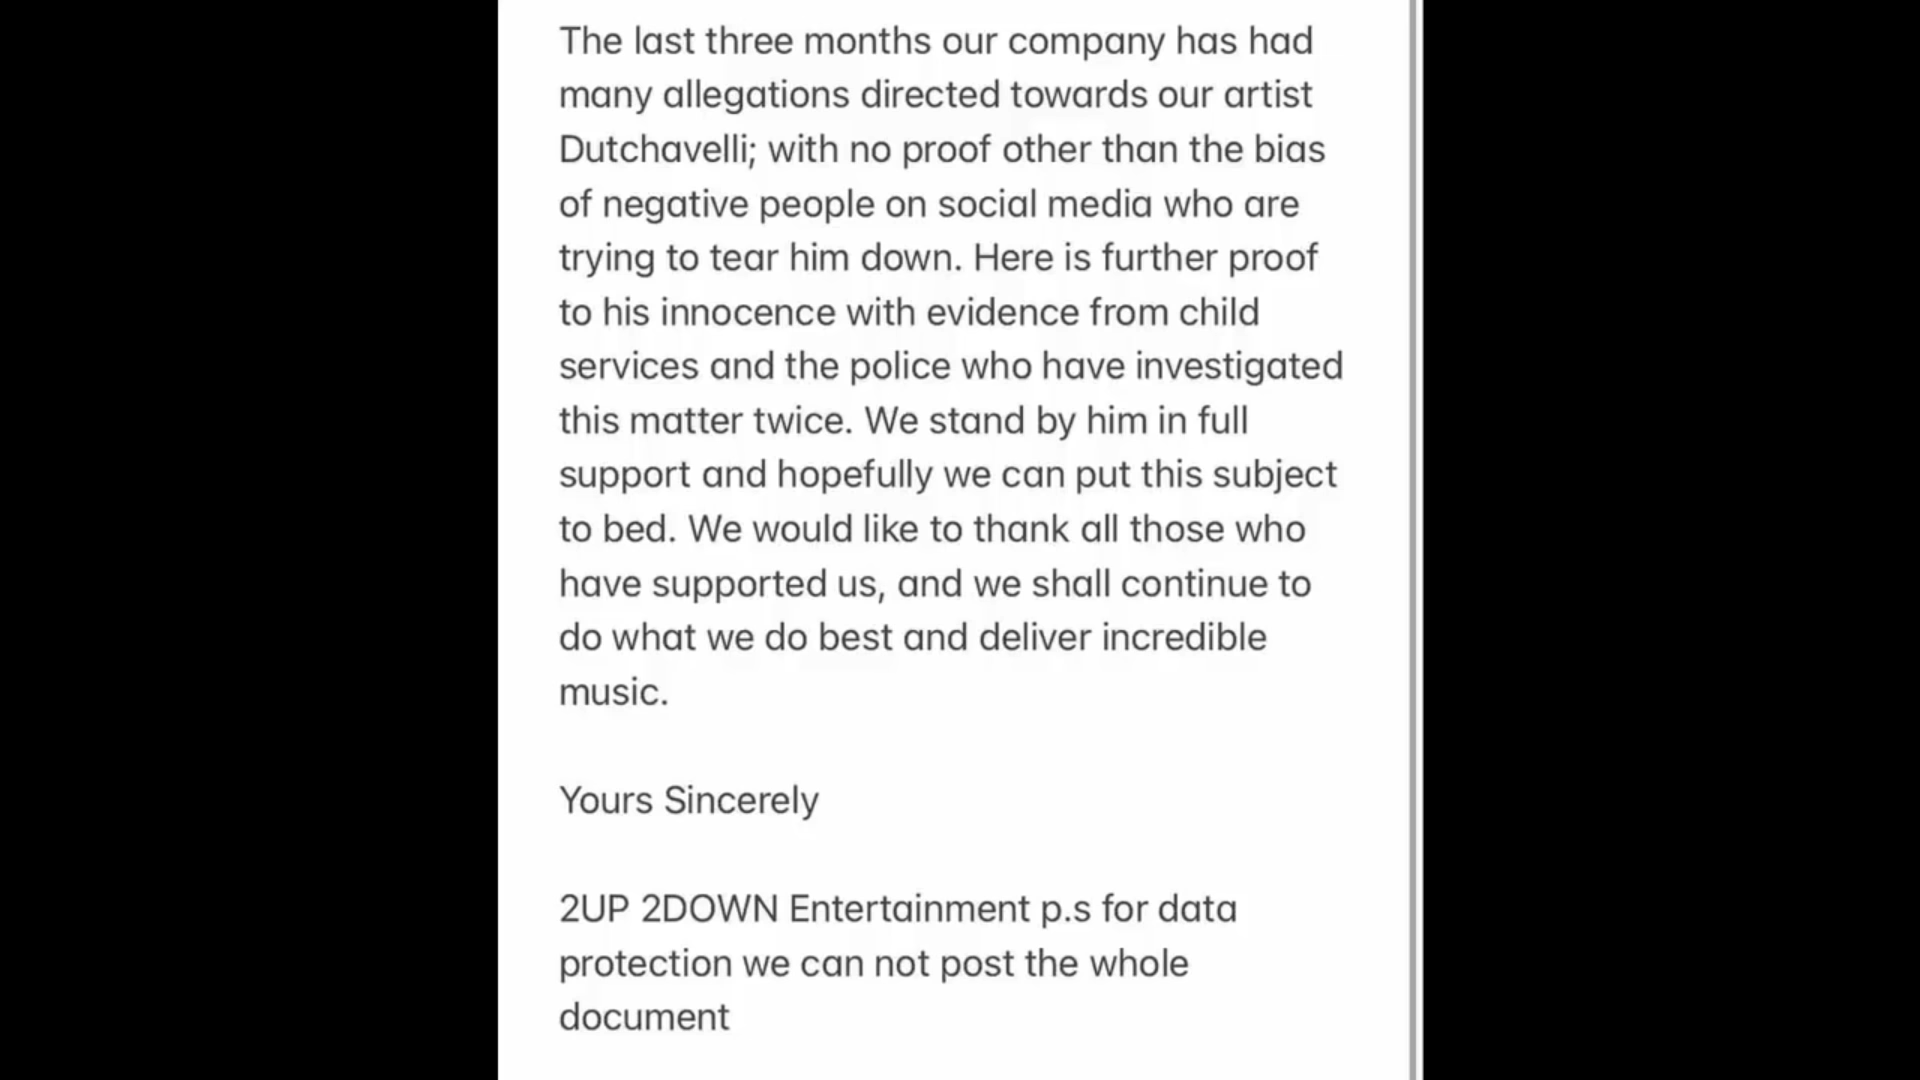 The last three months our company has had
many allegations directed towards our artist
Dutchavelli; with no proof other than the bias
of negative people on social media who are
trying to tear him down. Here is further proof
to his innocence with evidence from child
services and the police who have investigated
this matter twice. We stand by him in full
support and hopefully we can put this subject
to bed. We would like to thank all those who
have supported us, and we shall continue to
do what we do best and deliver incredible
music.
Yours Sincerely
2UP 2DOWN Entertainment p.s for data
protection we can not post the whole
document